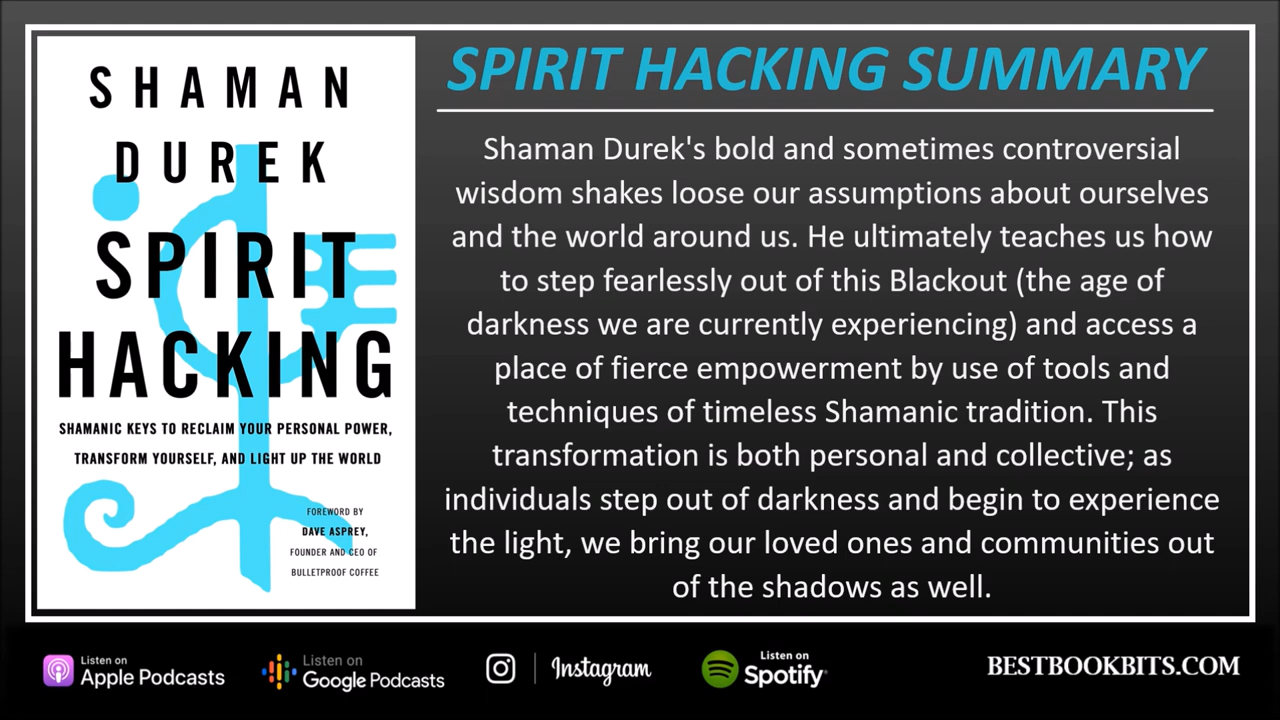 SHAMAN
DUREK
SPIRIT
HACKING
SHAMANIC KEYS TO RECLAIM YOUR PERSONAL POWER,
TRANSFORM YOURSELF, AND LIGHT UP THE WORLD
FOREWORD BY
DAVE ASPREY,
FOUNDER AND CEO OF
BULLETPROOF COFFEE
SPIRIT HACKING SUMMARY
Shaman Durek's bold and sometimes controversial
wisdom shakes loose our assumptions about ourselves
and the world around us. He ultimately teaches us how
to step fearlessly out of this Blackout (the age of
darkness we are currently experiencing) and access a
place of fierce empowerment by use of tools and
techniques of timeless Shamanic tradition. This
transformation is both personal and collective; as
individuals step out of darkness and begin to experience
the light, we bring our loved ones and communities out
of the shadows as well.
Listen on
Apple Podcasts
Listen on
Google Podcasts
Instagram
Listen on
Spotify
BESTBOOKBITS.COM